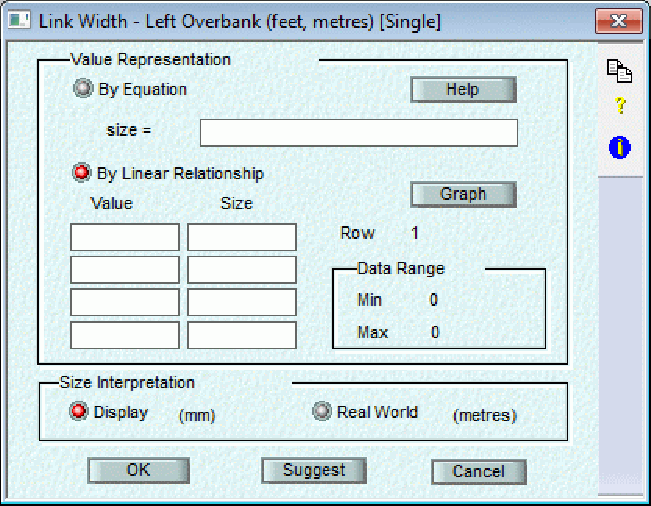 Link Width - Left Overbank (feet, metres) [Single]
Value Representation
By Equation
Help
size =
By Linear Relationship
Graph
Value Size
Row 1
Data Range
Min 0
Max 0
Size Interpretation
Display (mm) Real World (metres)
OK Suggest Cancel